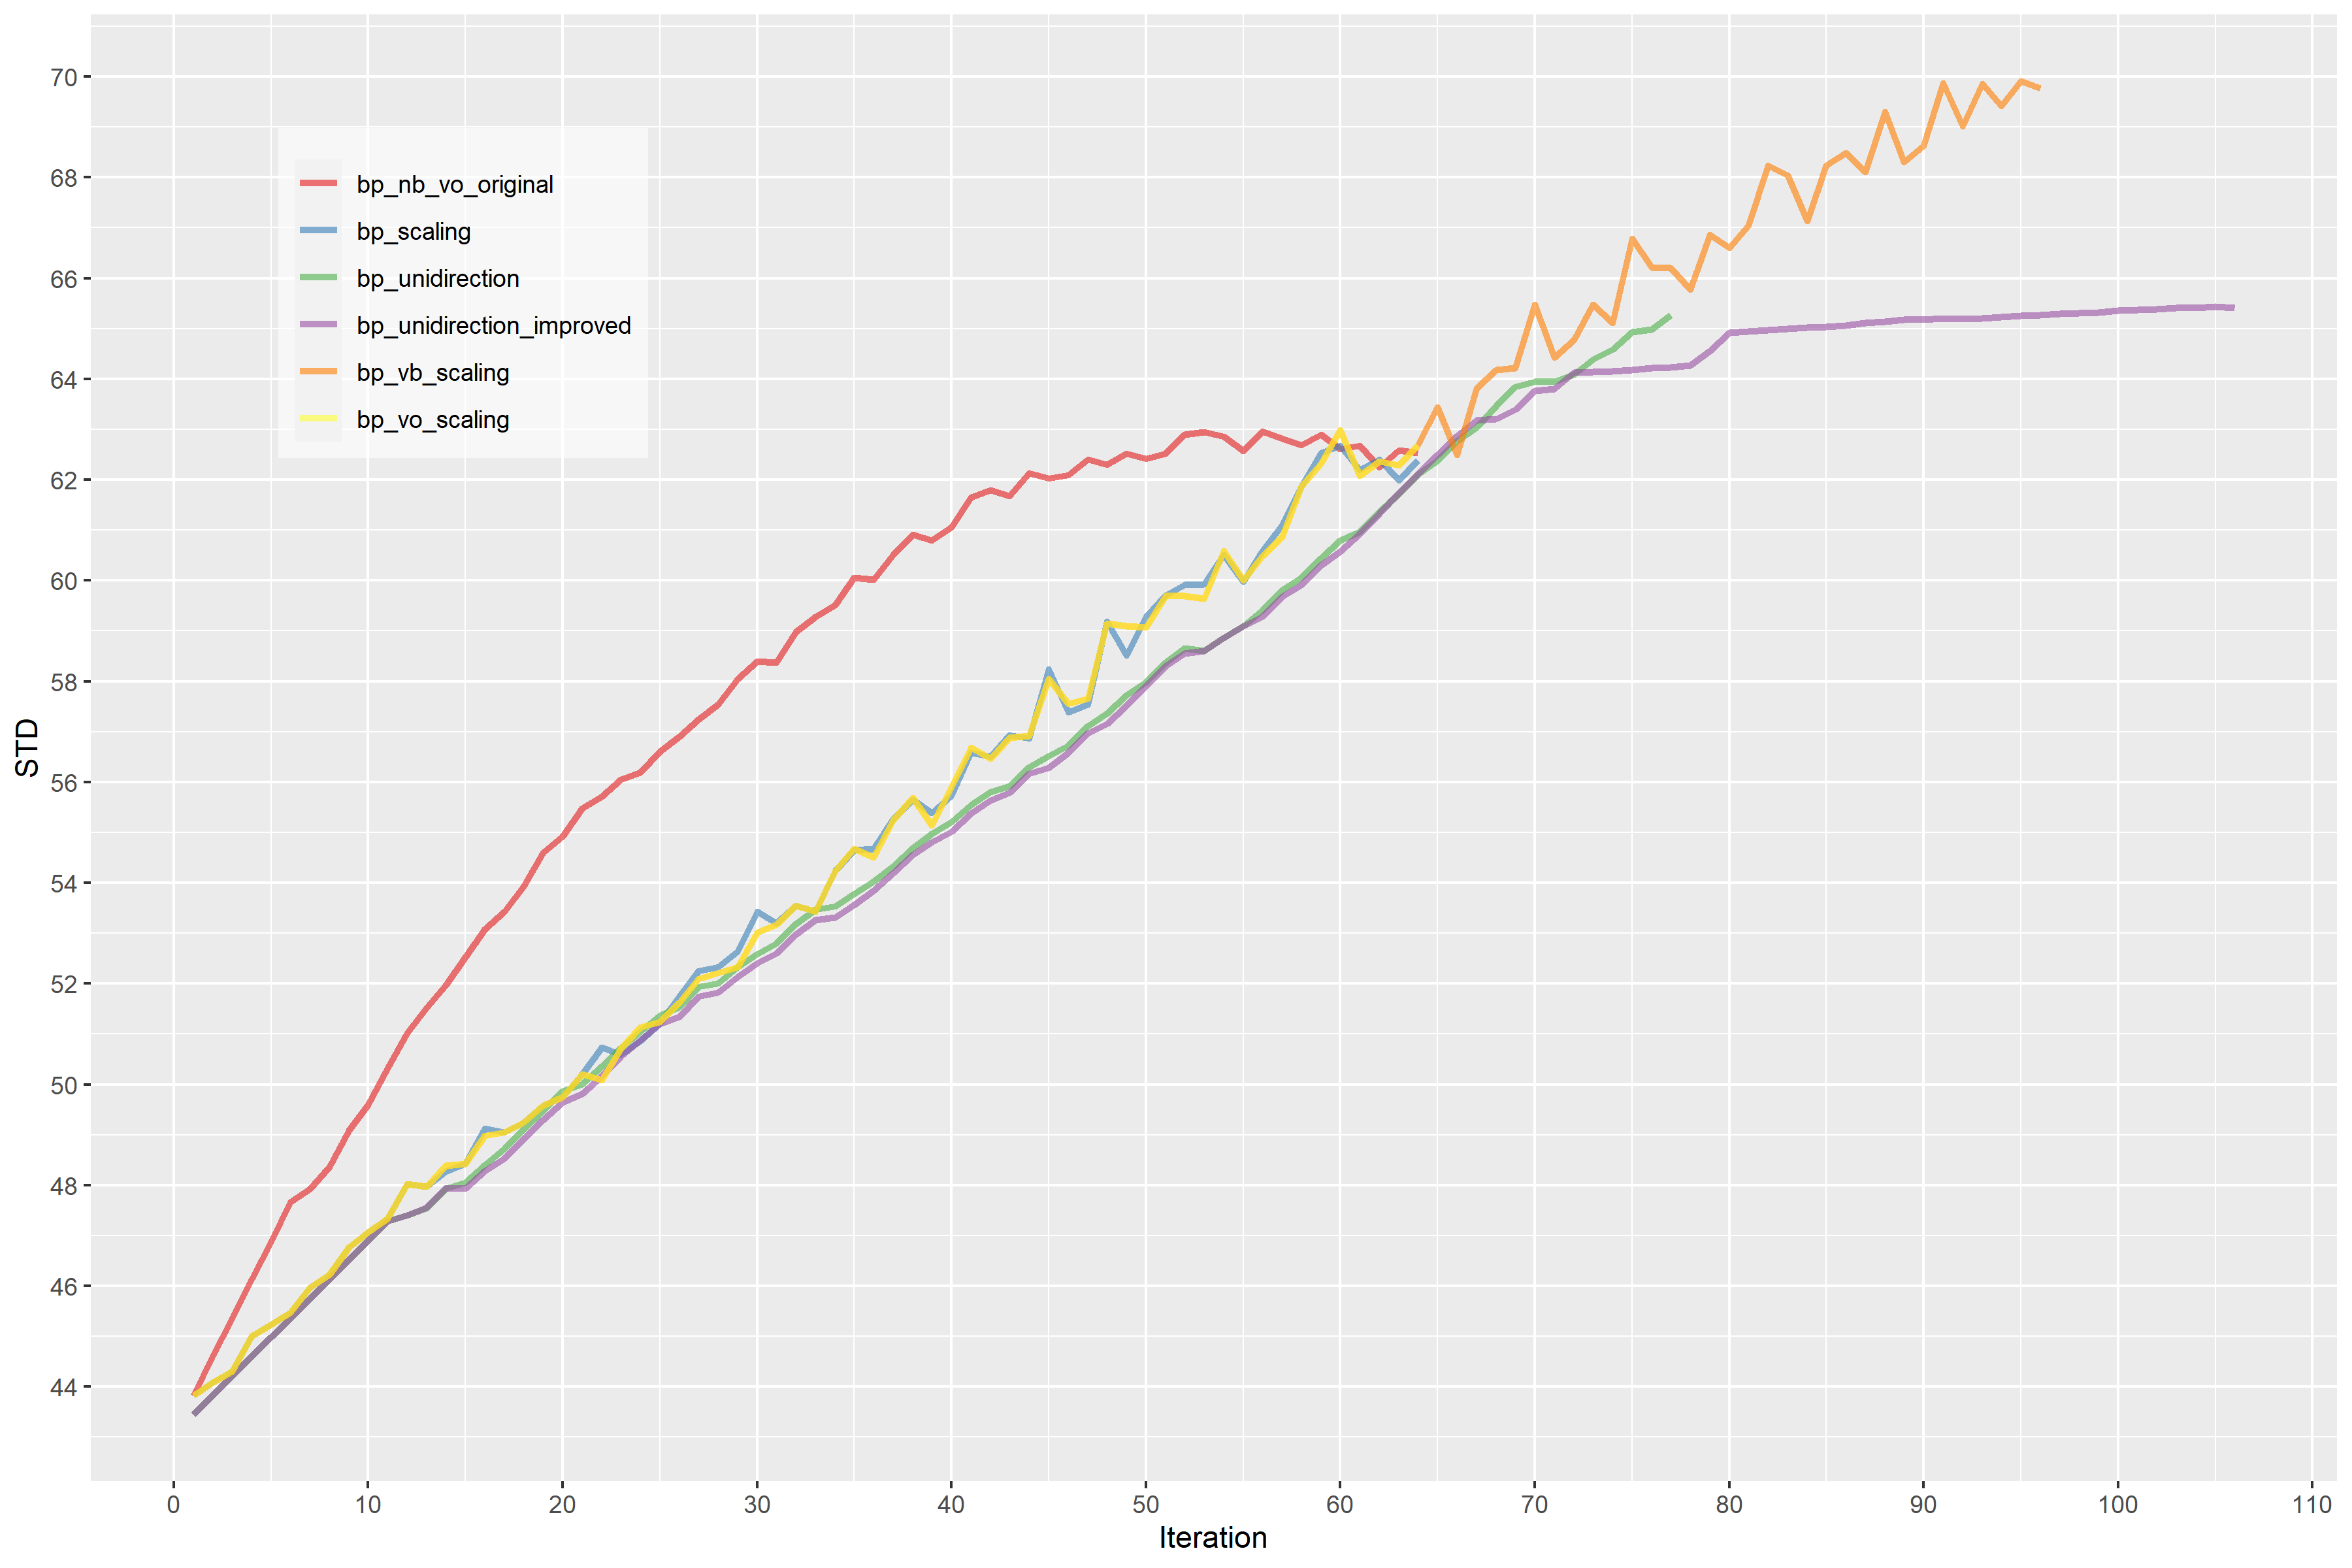 70
68
66
64
62
60
58
56
54
52
50
48
46
44
STD
bp_nb_vo_original
bp_scaling
bp_unidirection
bp_unidirection_improved
bp_vb_scaling
bp_vo_scaling
0 10 20 30 40 50 60 70 80 90 100 110
Iteration